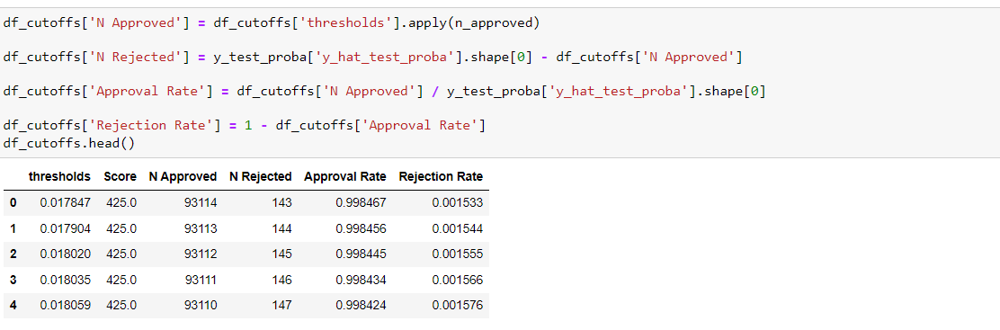 df_cutoffs['N Approved'] = df_cutoffs['thresholds'].apply(n_approved)
df_cutoffs['N Rejected'] = y_test_proba['y_hat_test_proba'].shape[0] - df_cutoffs['N Approved']
df_cutoffs['Approval Rate'] = df_cutoffs['N Approved'] / y_test_proba['y_hat_test_proba'].shape[0]
df_cutoffs['Rejection Rate'] = 1 - df_cutoffs['Approval Rate']
df_cutoffs.head()
thresholds Score N Approved N Rejected Approval Rate Rejection Rate
0 0.017847 425.0 93114 143 0.998467 0.001533
1 0.017904 425.0 93113 144 0.998456 0.001544
2 0.018020 425.0 93112 145 0.998445 0.001555
3 0.018035 425.0 93111 146 0.998434 0.001566
4 0.018059 425.0 93110 147 0.998424 0.001576